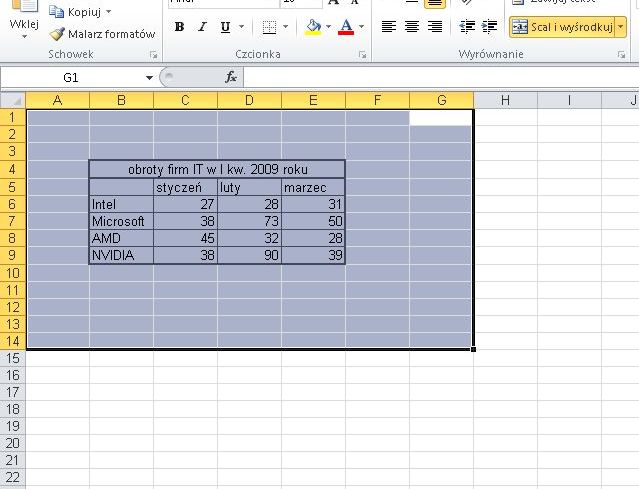 Wklej
Kopiuj
Malarz formatów
B I U
Scal i wyśrodkuj
Schowek Czcionka Wyrównanie
G1 fx
A B C D E F G H I J
1
2
3
4 obroty firm IT w I kw. 2009 roku
5 styczeń luty marzec
6 Intel 27 28 31
7 Microsoft 38 73 50
8 AMD 45 32 28
9 NVIDIA 38 90 39
10
11
12
13
14
15
16
17
18
19
20
21
22